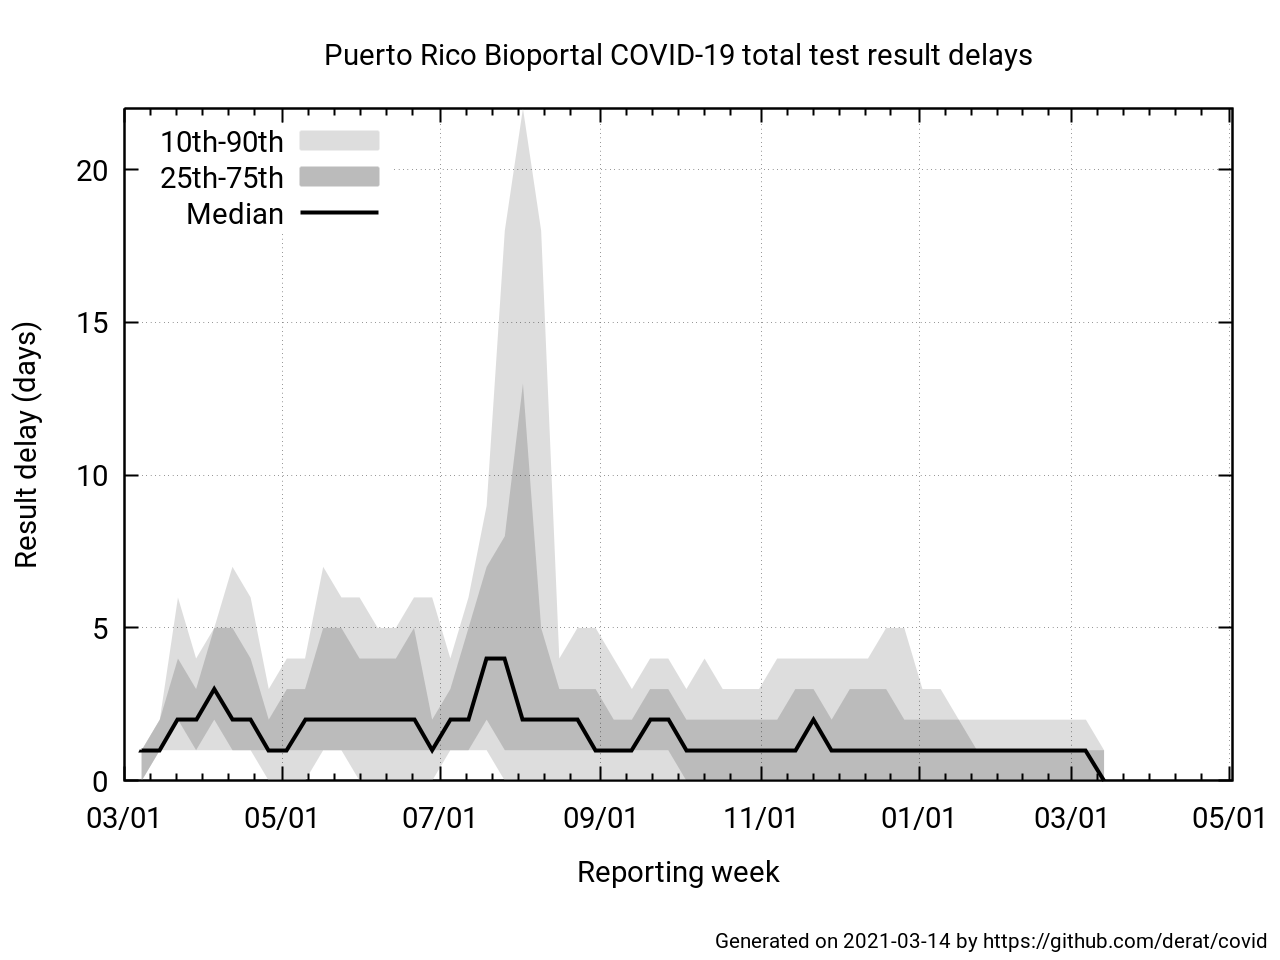 Puerto Rico Bioportal COVID-19 total test result delays
10th-90th
25th-75th
Median
20
15
10
5
0
Result delay (days)
03/01 05/01 07/01 09/01 11/01 01/01 03/01 05/01
Reporting week
Generated on 2021-03-14 by https://github.com/derat/covid